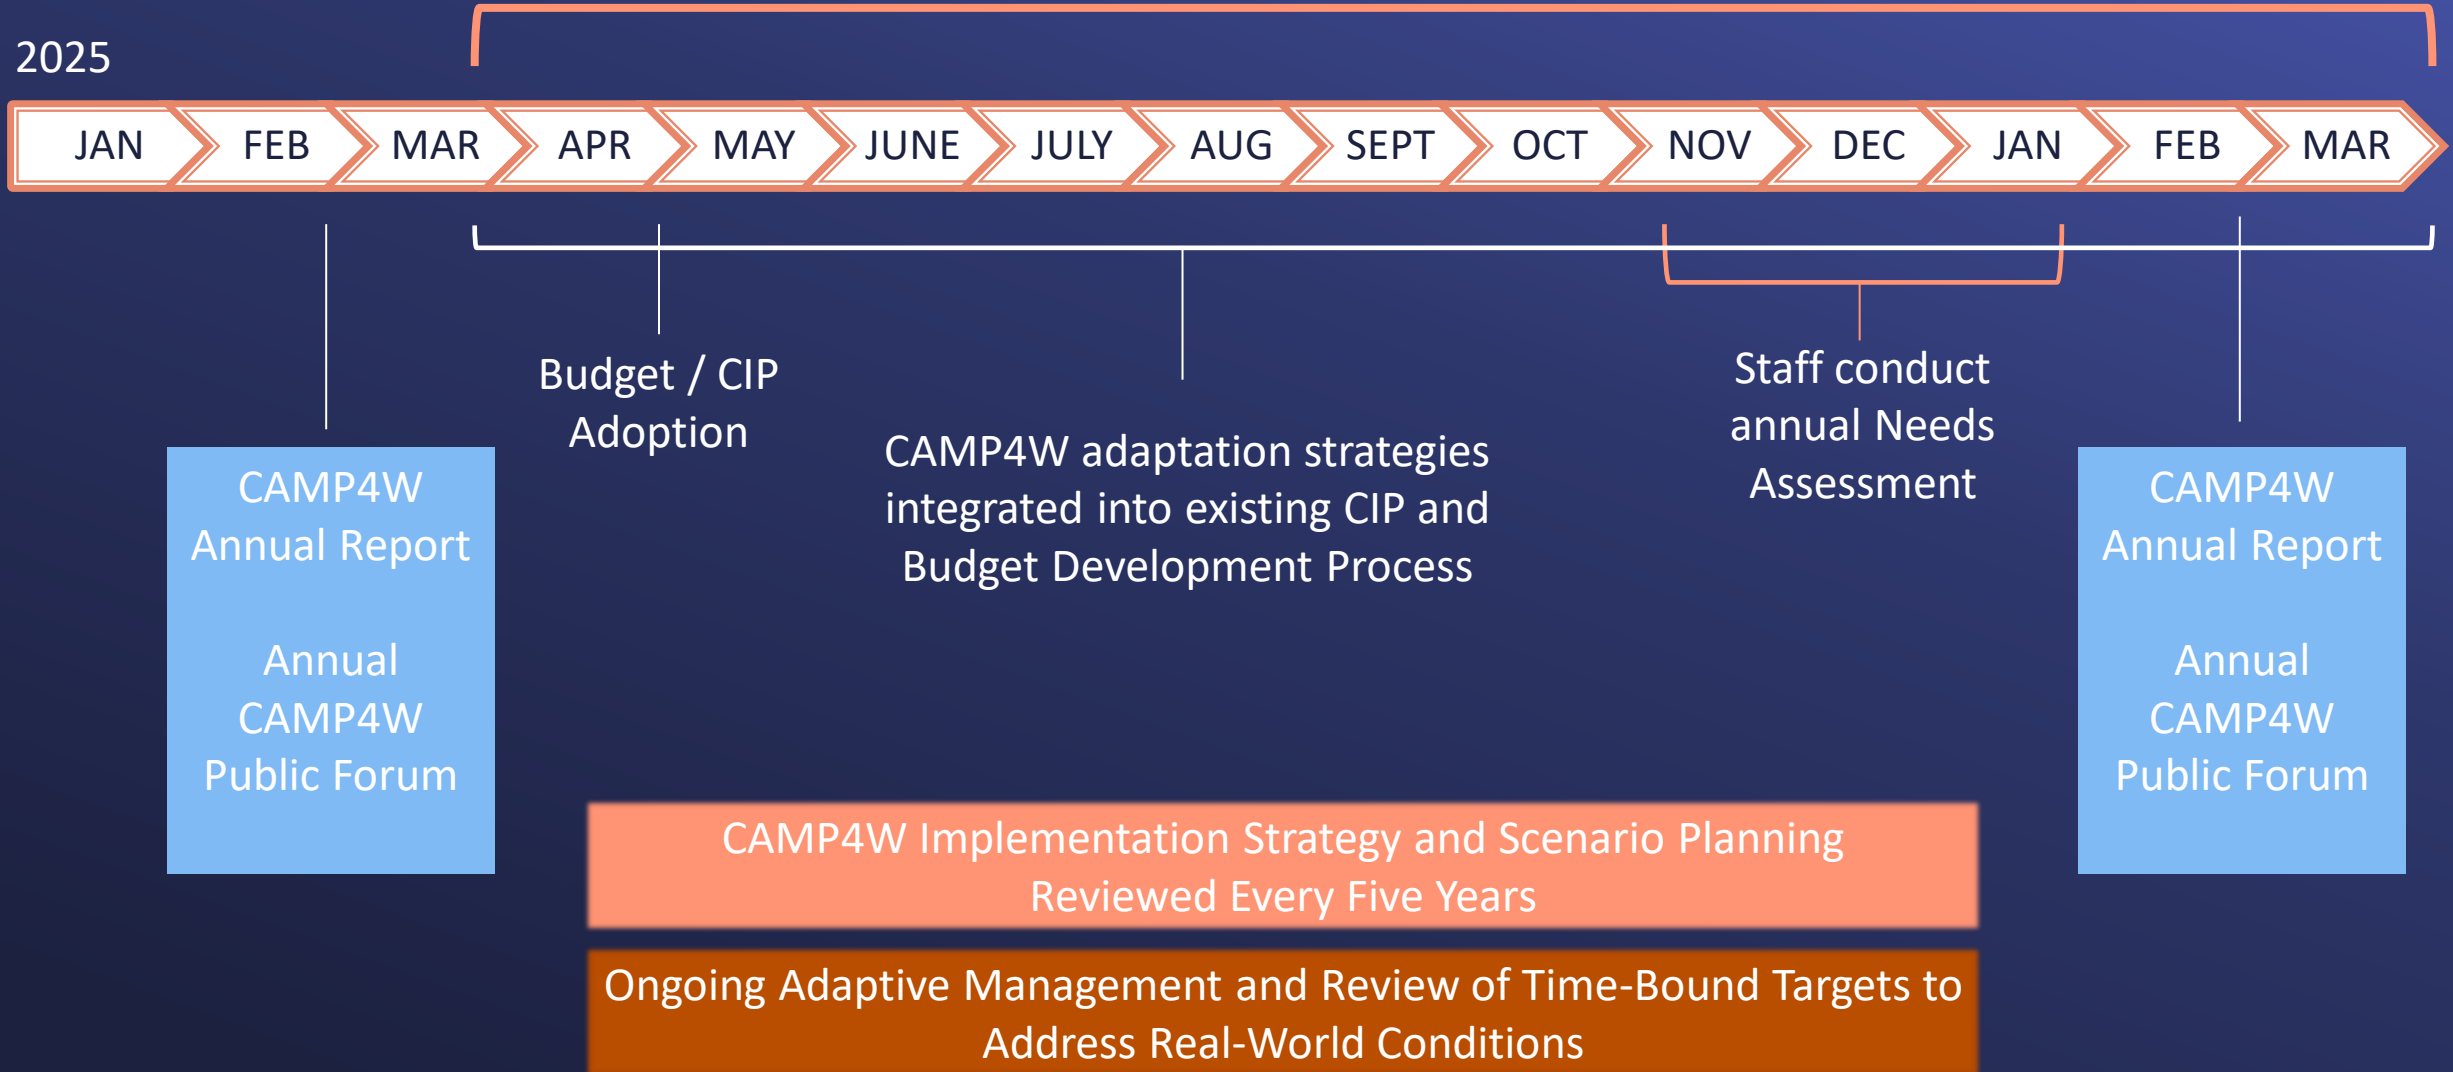 2025
JAN
FEB
MAR
APR
MAY
JUNE
JULY
AUG
SEPT
OCT
NOV
DEC
JAN
FEB
MAR
CAMP4W
Annual Report
Annual
CAMP4W
Public Forum
Budget / CIP
Adoption
CAMP4W adaptation strategies
integrated into existing CIP and
Budget Development Process
Staff conduct
annual Needs
Assessment
CAMP4W
Annual Report
Annual
CAMP4W
Public Forum
CAMP4W Implementation Strategy and Scenario Planning
Reviewed Every Five Years
Ongoing Adaptive Management and Review of Time-Bound Targets to
Address Real-World Conditions